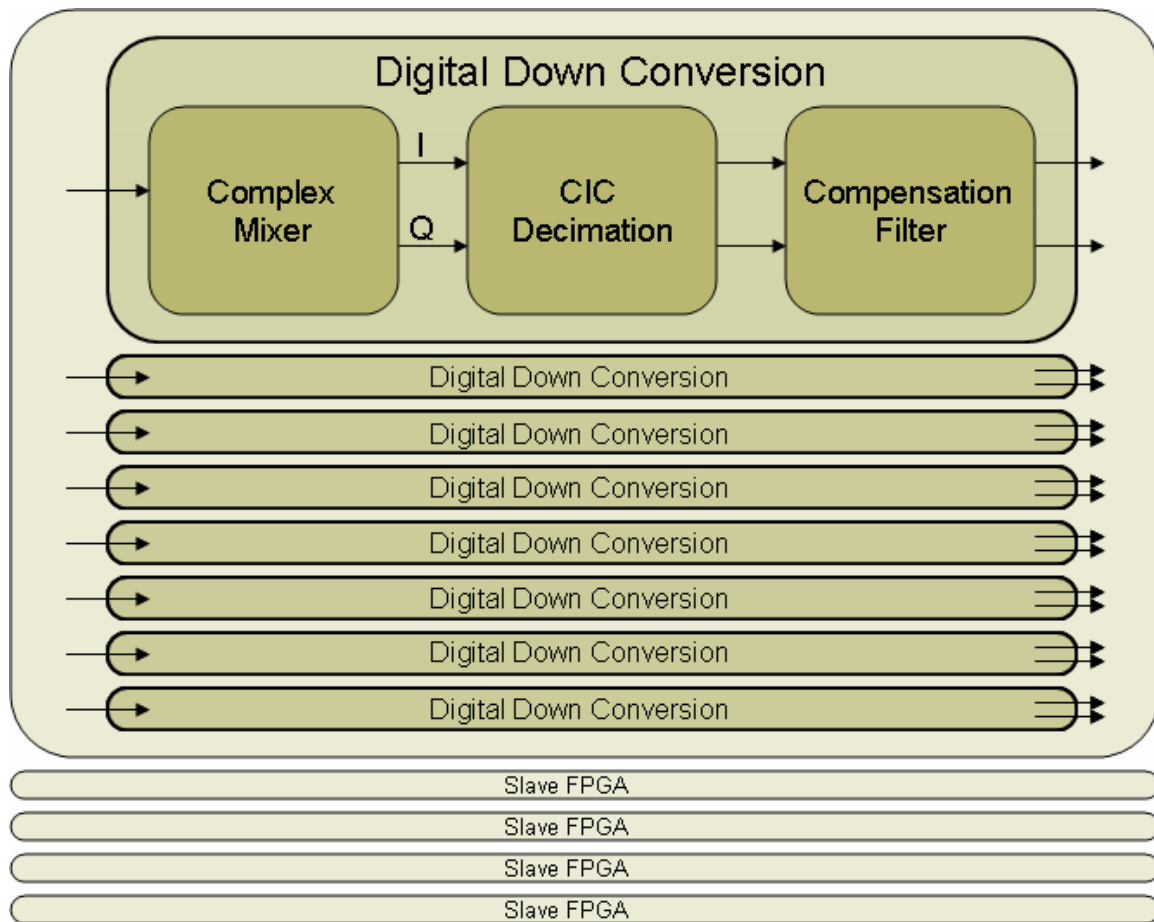 Digital Down Conversion
I
Complex
Mixer
Q
CIC
Decimation
Compensation
Filter
Digital Down Conversion
Digital Down Conversion
Digital Down Conversion
Digital Down Conversion
Digital Down Conversion
Digital Down Conversion
Digital Down Conversion
Slave FPGA
Slave FPGA
Slave FPGA
Slave FPGA